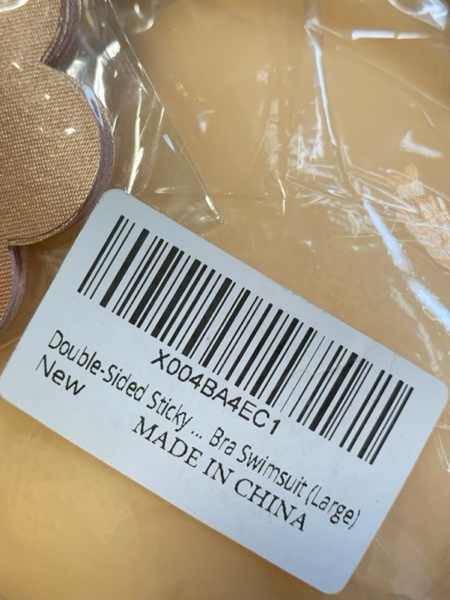 X004BA4EC1
Double-Sided Sticky ... Bra Swimsuit (Large)
New
MADE IN CHINA